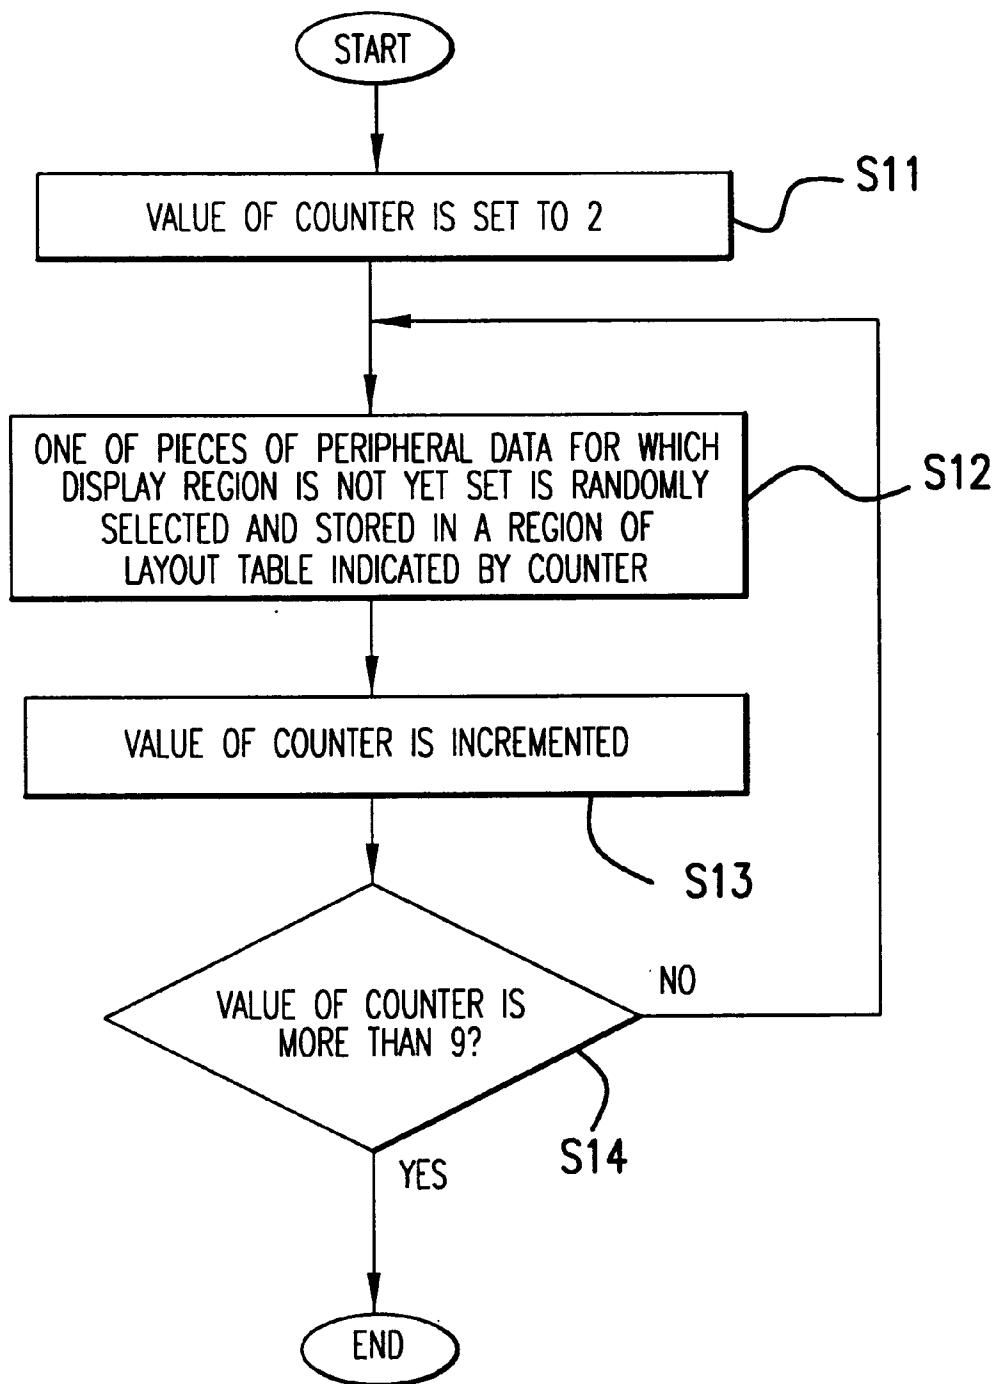 START
VALUE OF COUNTER IS SET TO 2
S11
ONE OF PIECES OF PERIPHERAL DATA FOR WHICH
DISPLAY REGION IS NOT YET SET IS RANDOMLY
SELECTED AND STORED IN A REGION OF
LAYOUT TABLE INDICATED BY COUNTER
S12
VALUE OF COUNTER IS INCREMENTED
S13
VALUE OF COUNTER IS
MORE THAN 9?
NO
S14
YES
END